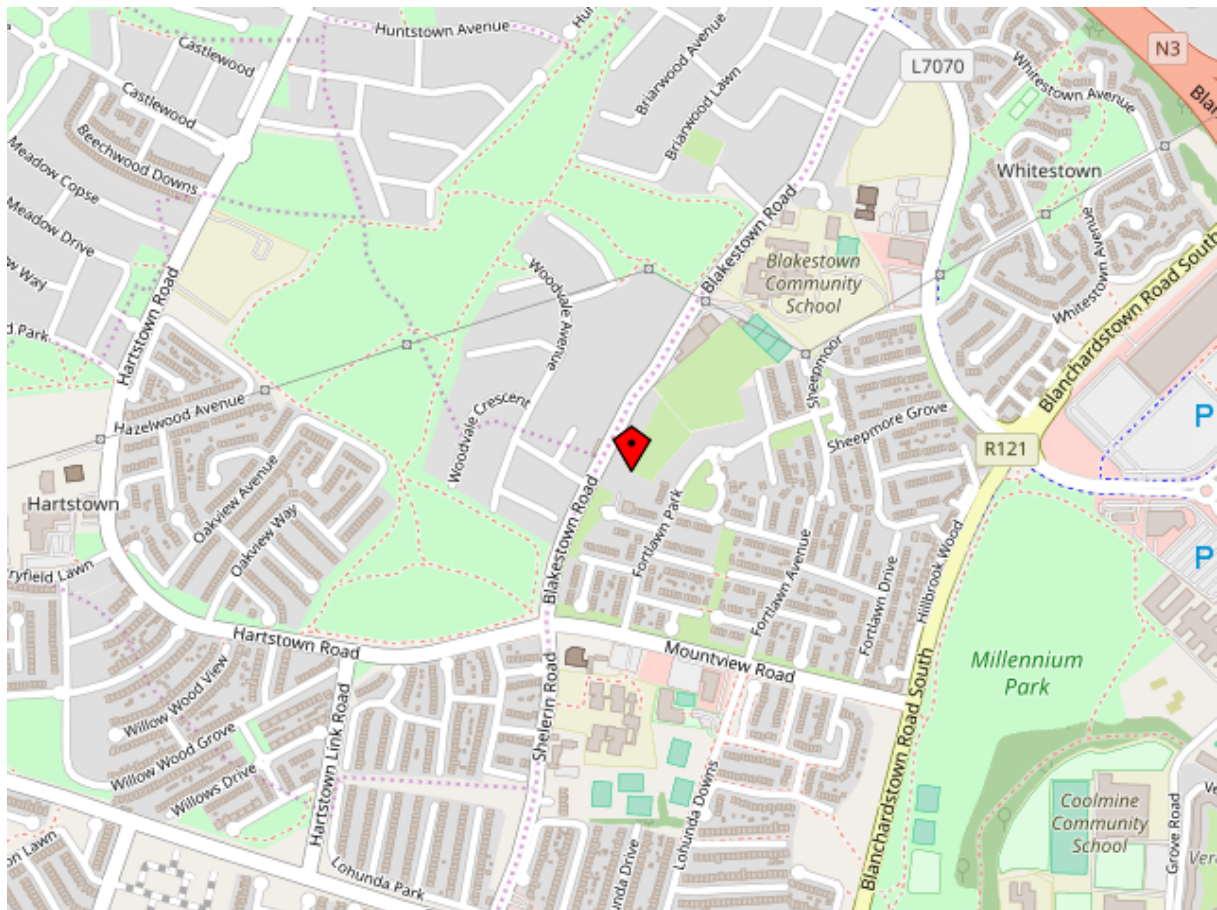 Huntstown Avenue
Castlewood
Castlewood
Beechwood Downs
Meadow Copse
Meadow Drive
Hartstown Road
Briarwood Avenue
Briarwood Lawn
L7070
N3
Whitestown Avenue
Whitestown
Whitestown Avenue
Whitestown Avenue
Blanchardstown Road South
Blakestown Road
Blakestown
Community
School
Woodvale Avenue
Woodvale Crescent
Sheepmoor
Sheepmore Grove
R121
P
P
Hazelwood Avenue
Hartstown
Oakview Avenue
Oakview Way
Blakestown Road
Fortlawn Park
Fortlawn Avenue
Fortlawn Drive
Hillbrook Wood
Hartstown Road
Mountview Road
Millennium
Park
Willow Wood View
Willow Wood Grove
Willows Drive
Hartstown Link Road
Shelerin Road
Blanchardstown Road South
Lohunda Downs
Lohunda Park
Coolmine
Community
School
Grove Road